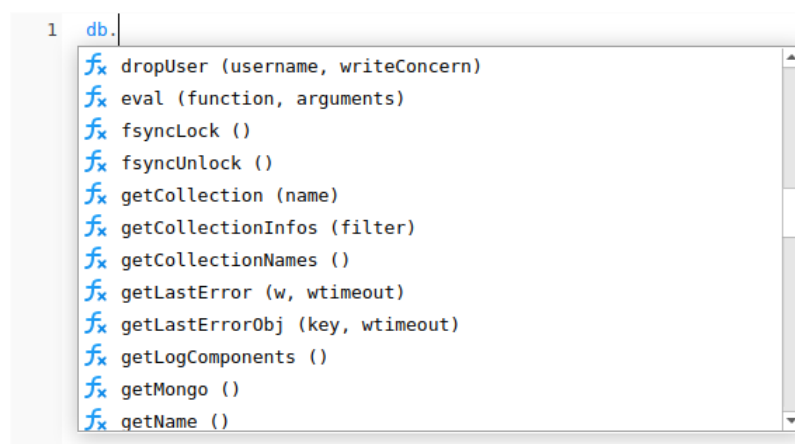 1 db.
dropUser (username, writeConcern)
eval (function, arguments)
fsyncLock ()
fsyncUnlock ()
getCollection (name)
getCollectionInfos (filter)
getCollectionNames ()
getLastError (w, wtimeout)
getLastErrorObj (key, wtimeout)
getLogComponents ()
getMongo ()
getName ()